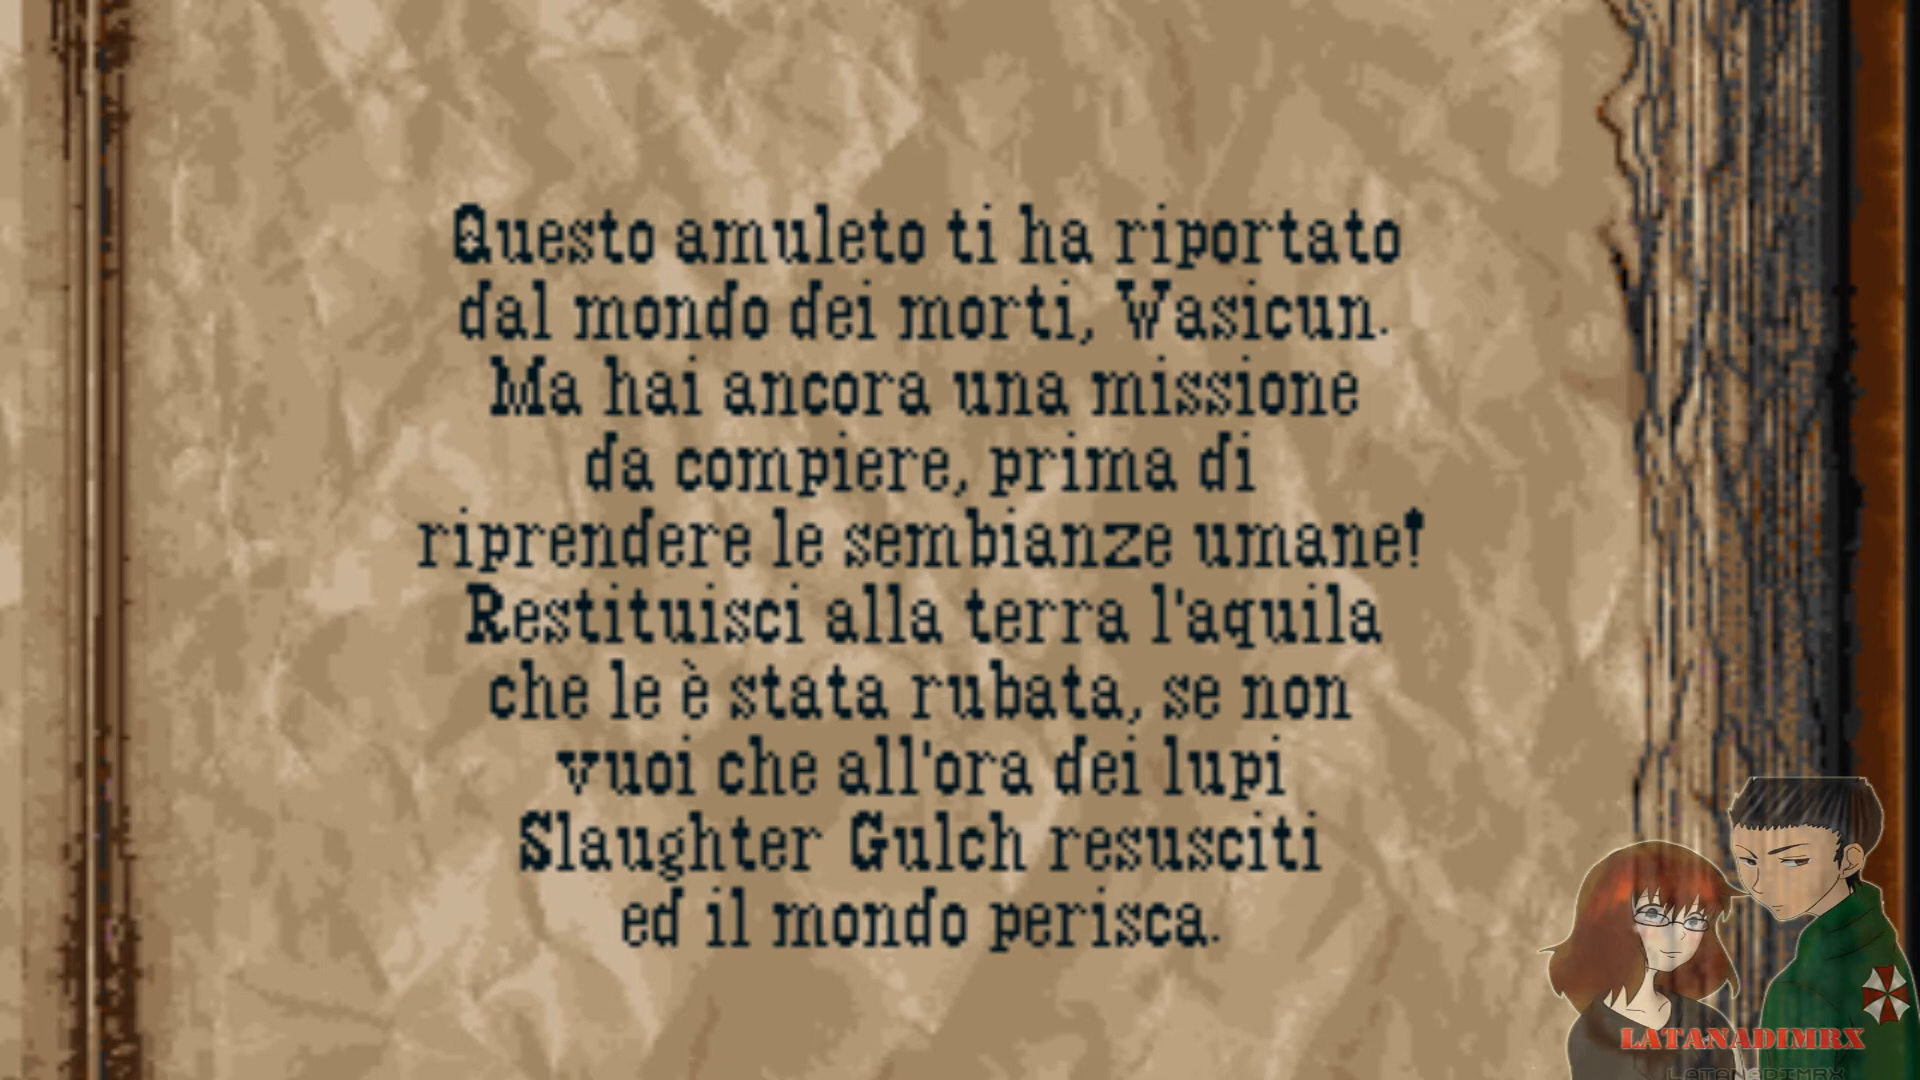 Questo amuleto ti ha riportato
dal mondo dei morti, Wasicun.
Ma hai ancora una missione
da compiere, prima di
riprendere le sembianze umane!
Restituisci alla terra l'aquila
che le è stata rubata, se non
vuoi che all'ora dei lupi
Slaughter Gulch resusciti
ed il mondo perisca.
LATANADIMRX
LATANADIMRX